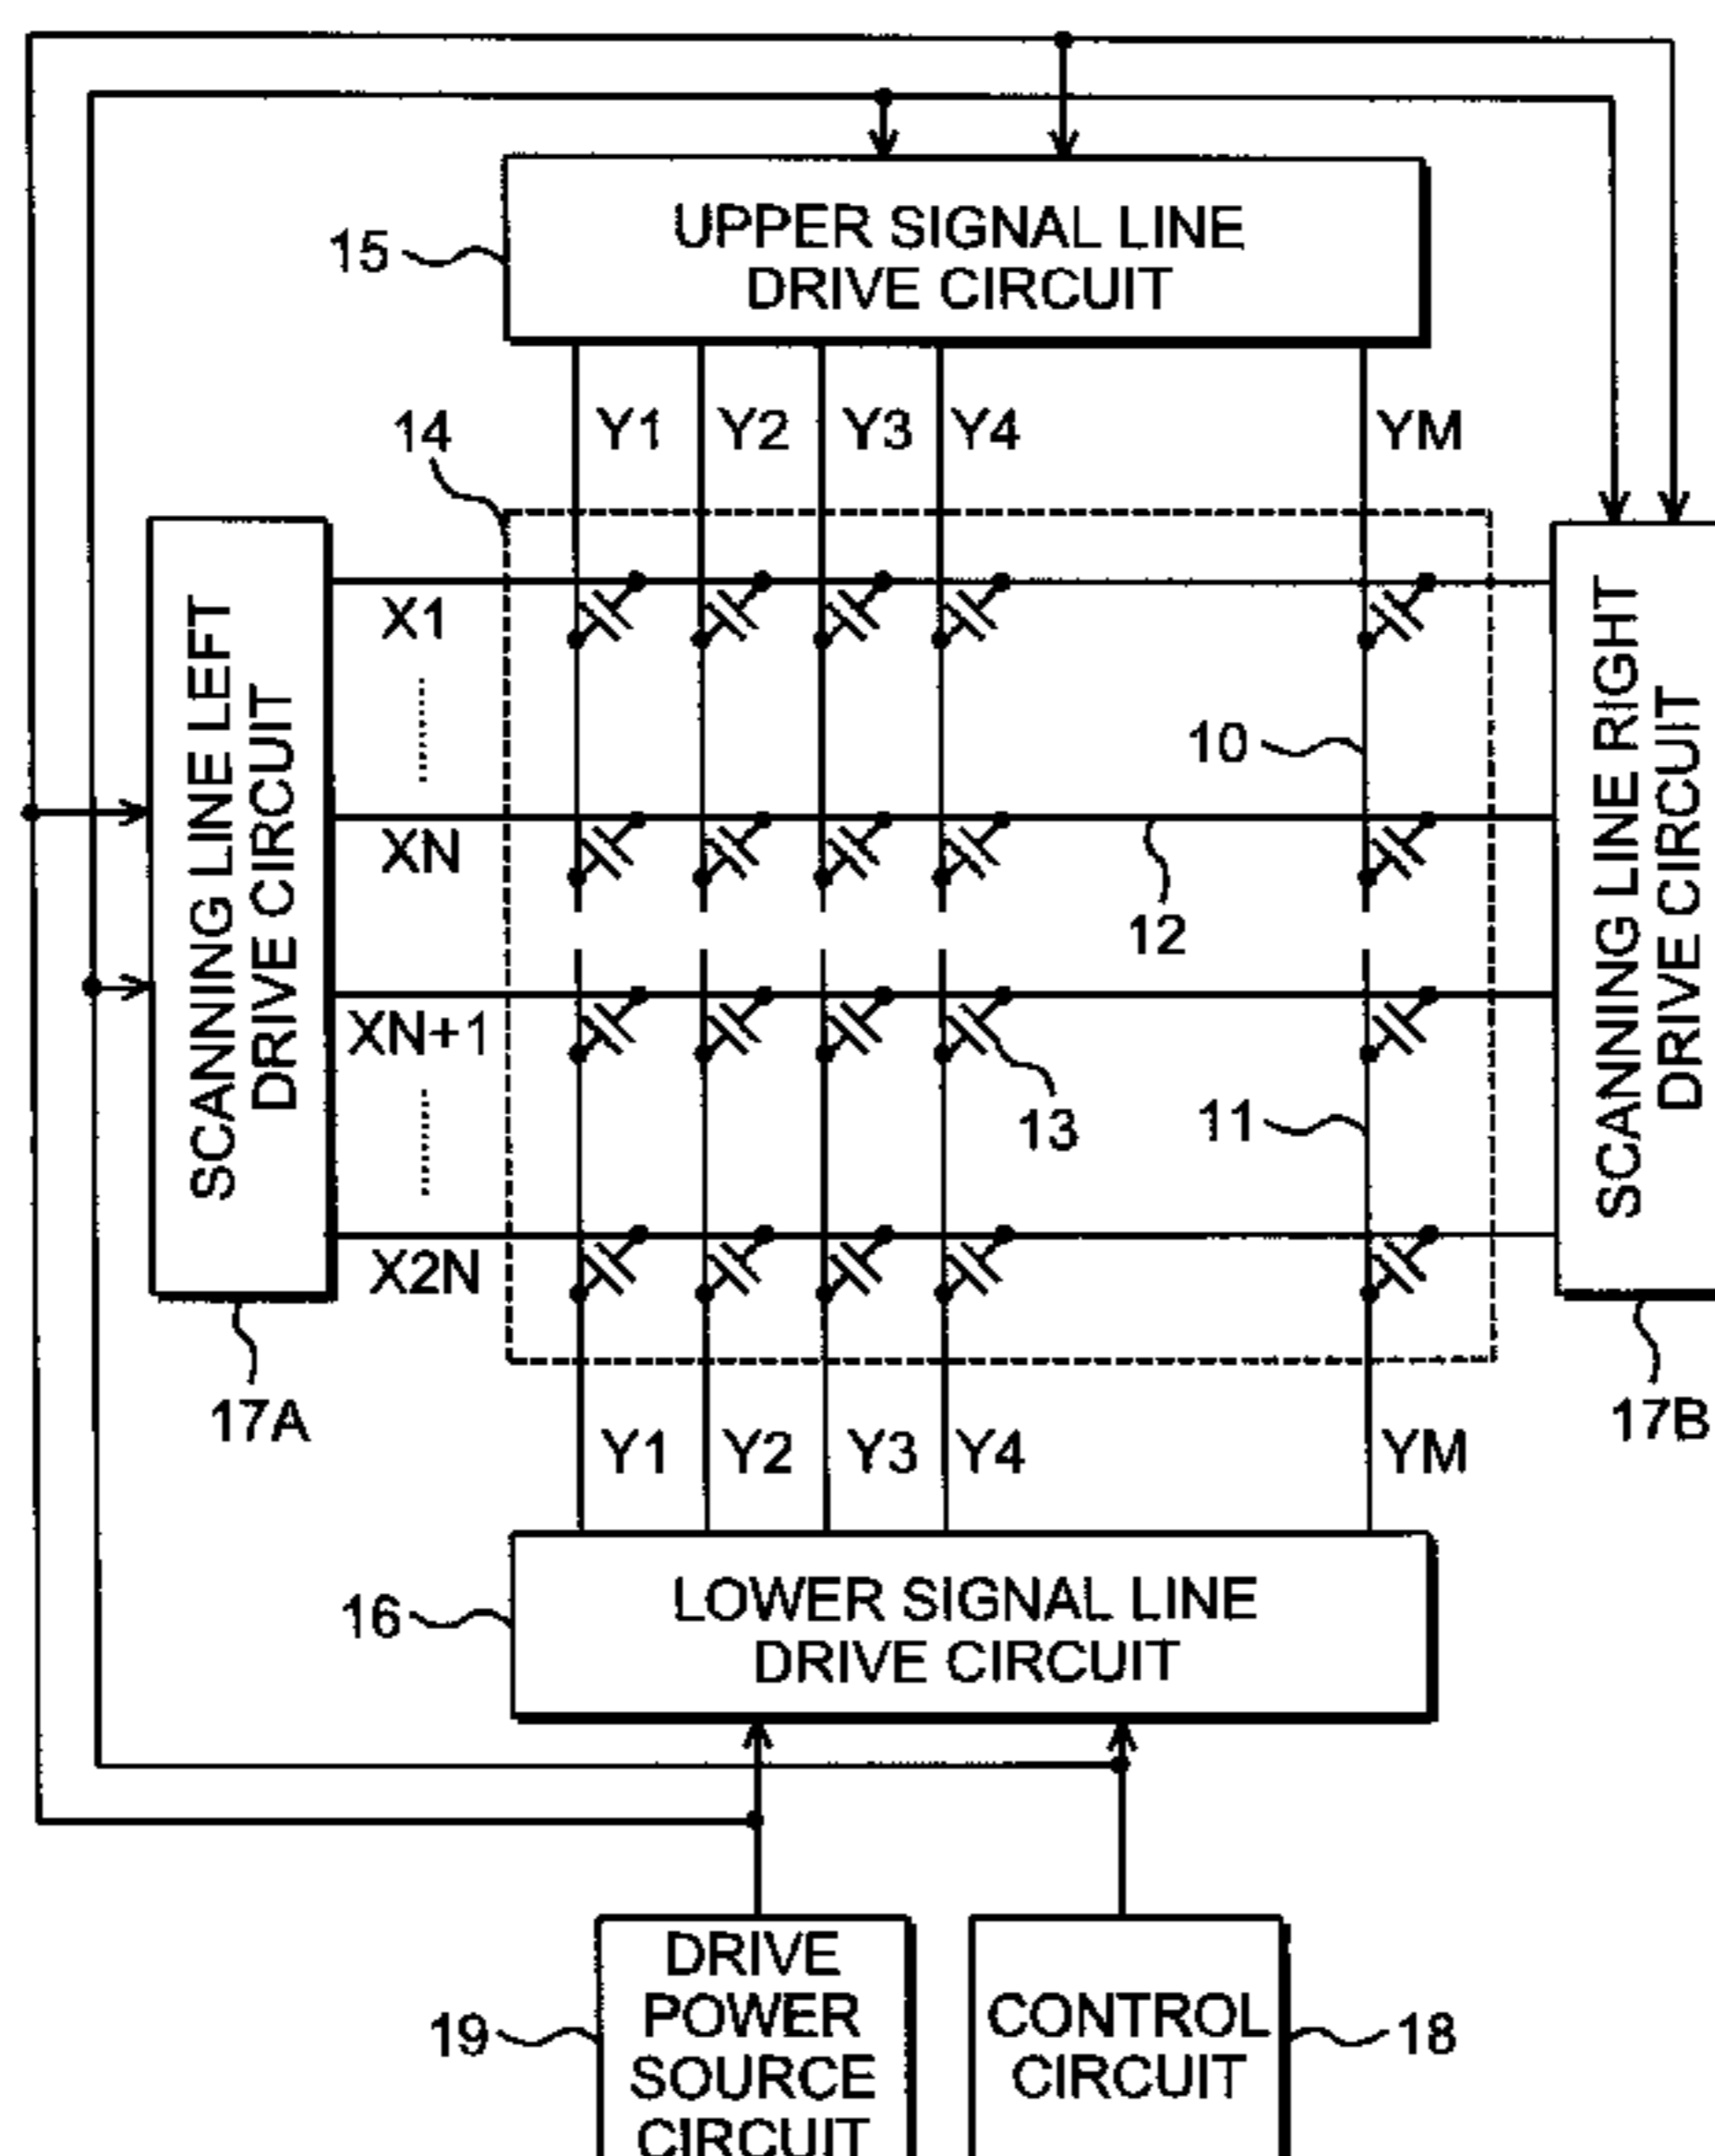 15
UPPER SIGNAL LINE
DRIVE CIRCUIT
14
Y1 Y2 Y3 Y4 YM
SCANNING LINE LEFT
DRIVE CIRCUIT
X1
10
XN
12
XN+1
13
11
X2N
SCANNING LINE RIGHT
DRIVE CIRCUIT
17A
17B
Y1 Y2 Y3 Y4 YM
16
LOWER SIGNAL LINE
DRIVE CIRCUIT
19
DRIVE
POWER
SOURCE
CIRCUIT
CONTROL
CIRCUIT
18